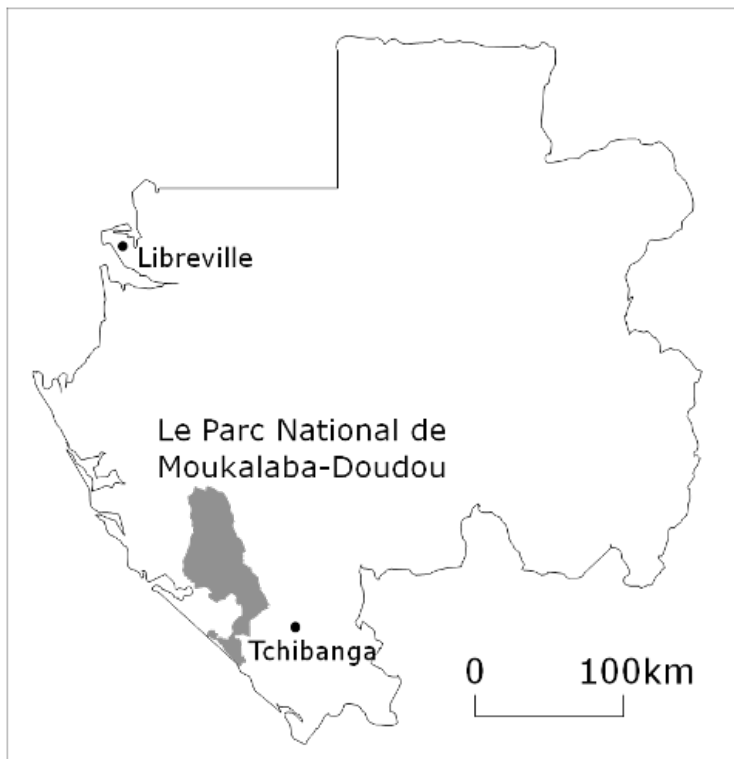 Libreville
Le Parc National de
Moukalaba-Doudou
Tchibanga
0 100km